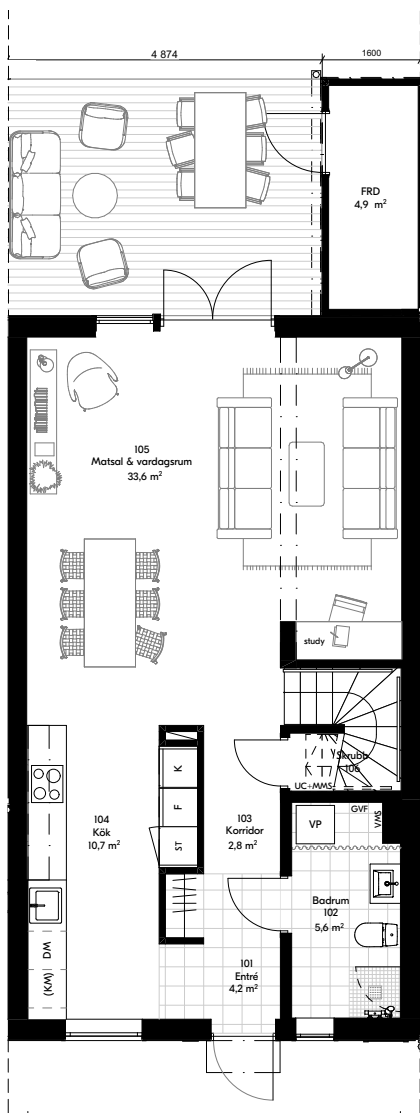 4 874
1600
FRD
4,9 m²
105
Matsal & vardagsrum
33,6 m²
study
Skrubb
106
UC+MMS
K
F
ST
103
Korridor
2,8 m²
104
Kök
10,7 m²
VP
GVF
VMS
Badrum
102
5,6 m²
DM
(KM)
101
Entré
4,2 m²